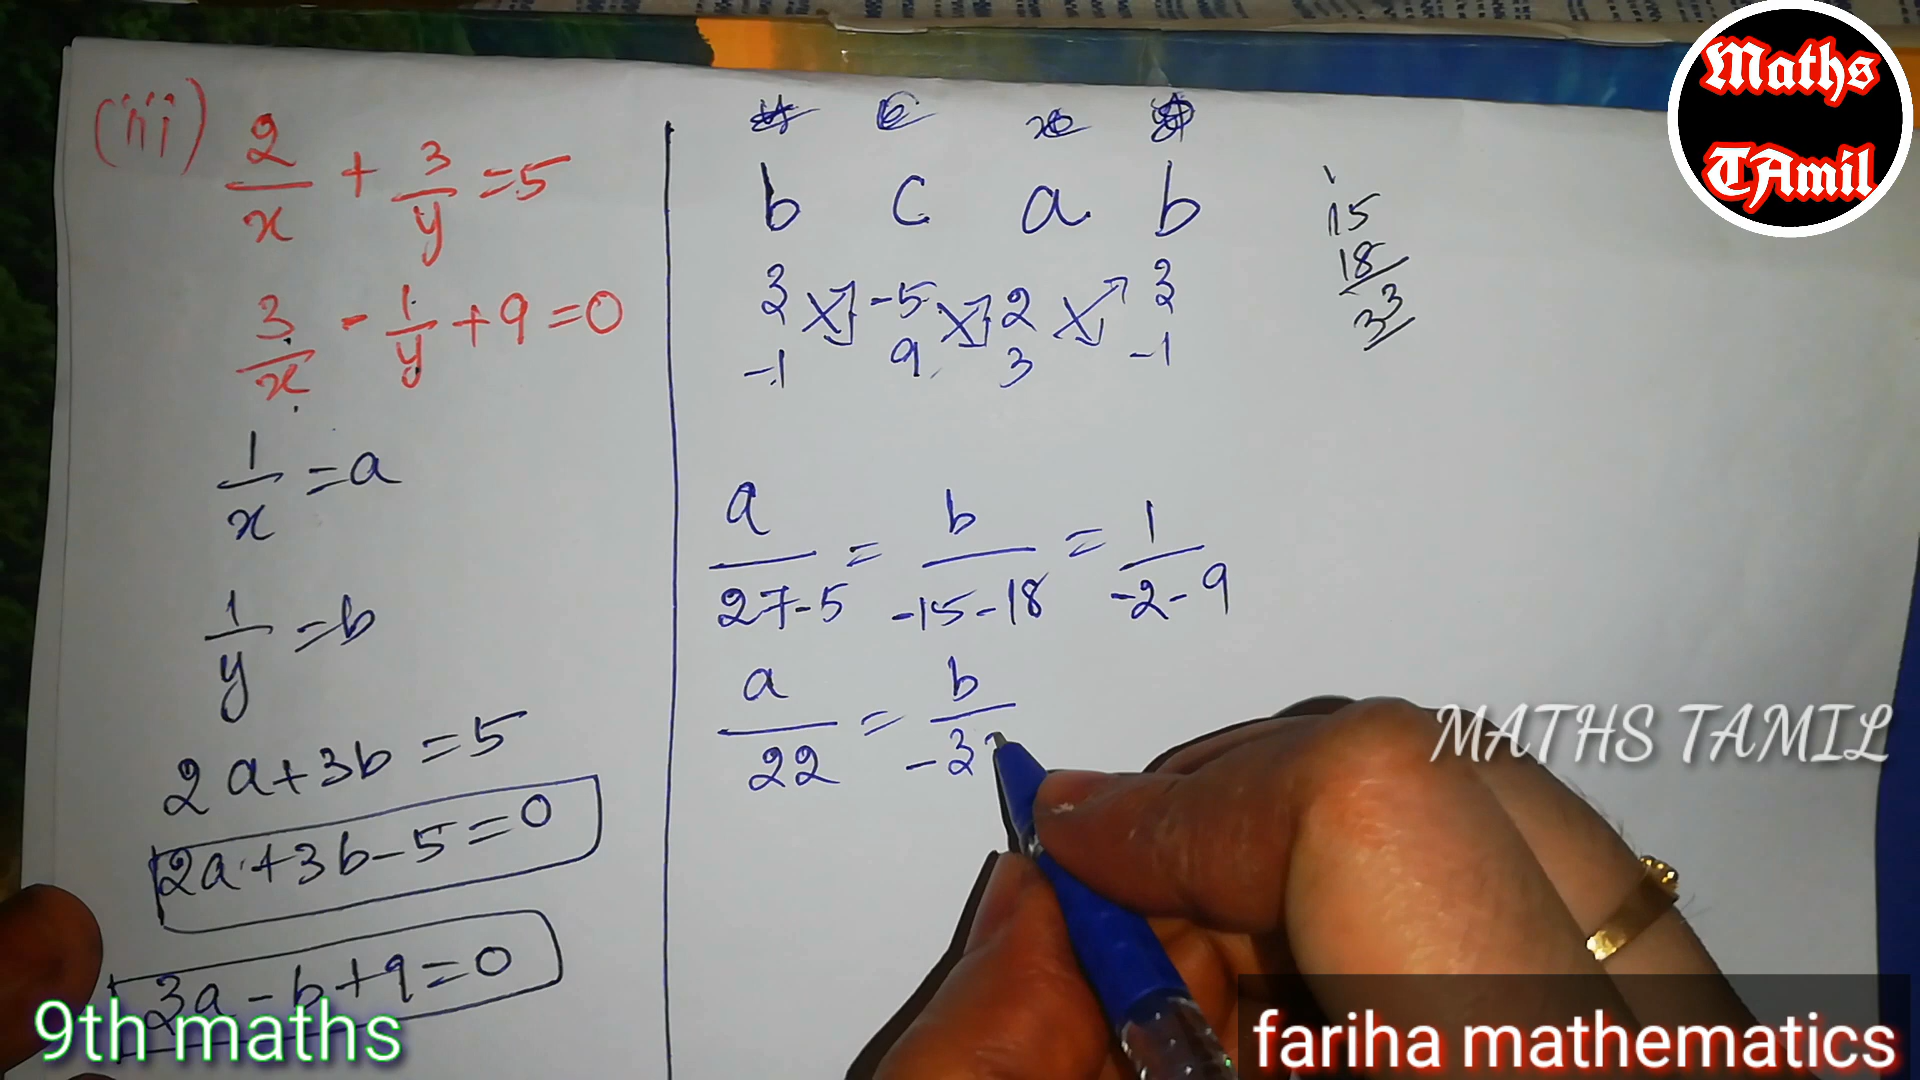 (iii) 2/x + 3/y = 5
3/x - 1/y + 9 = 0
1/x = a
1/y = b
2a + 3b = 5
2a + 3b - 5 = 0
3a - b + 9 = 0
b c a b
3 -5 2 3
-1 9 3 -1
15
18
33
a/27-5 = b/-15-18 = 1/-2-9
a/22 = b/-3
Maths
TAmil
MATHS TAMIL
9th maths
fariha mathematics